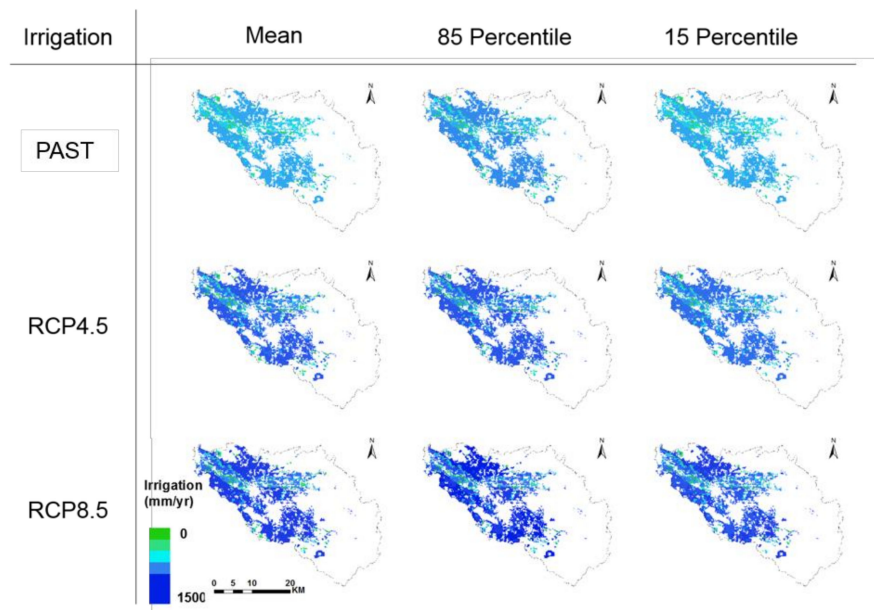 Irrigation Mean 85 Percentile 15 Percentile
N N N
PAST
N N N
RCP4.5
N N N
RCP8.5
Irrigation
(mm/yr)
0
1500
0 5 10 20
KM